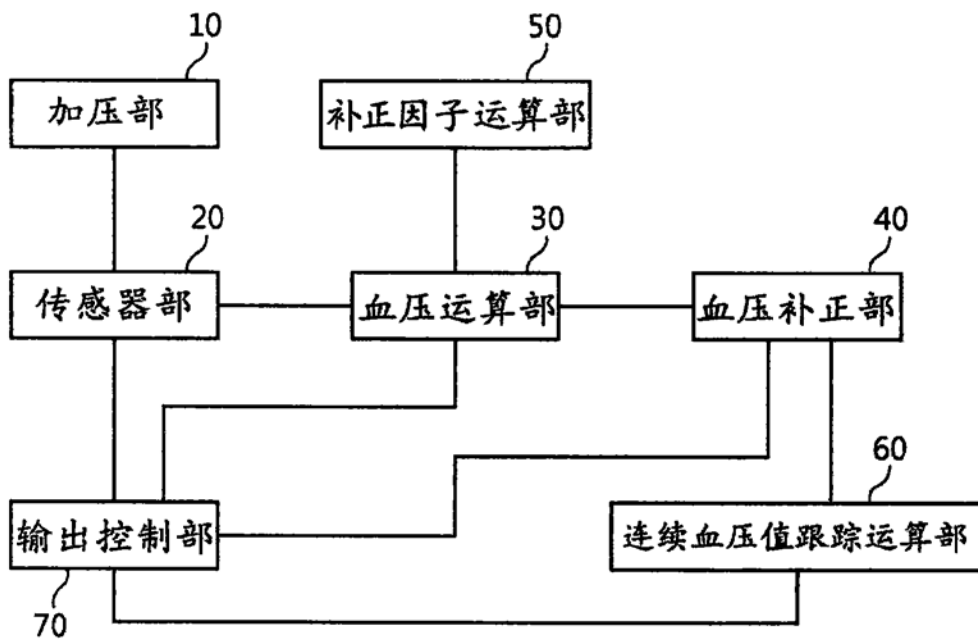 10
加压部
50
补正因子运算部
20
传感器部
30
血压运算部
40
血压补正部
输出控制部
70
60
连续血压值跟踪运算部